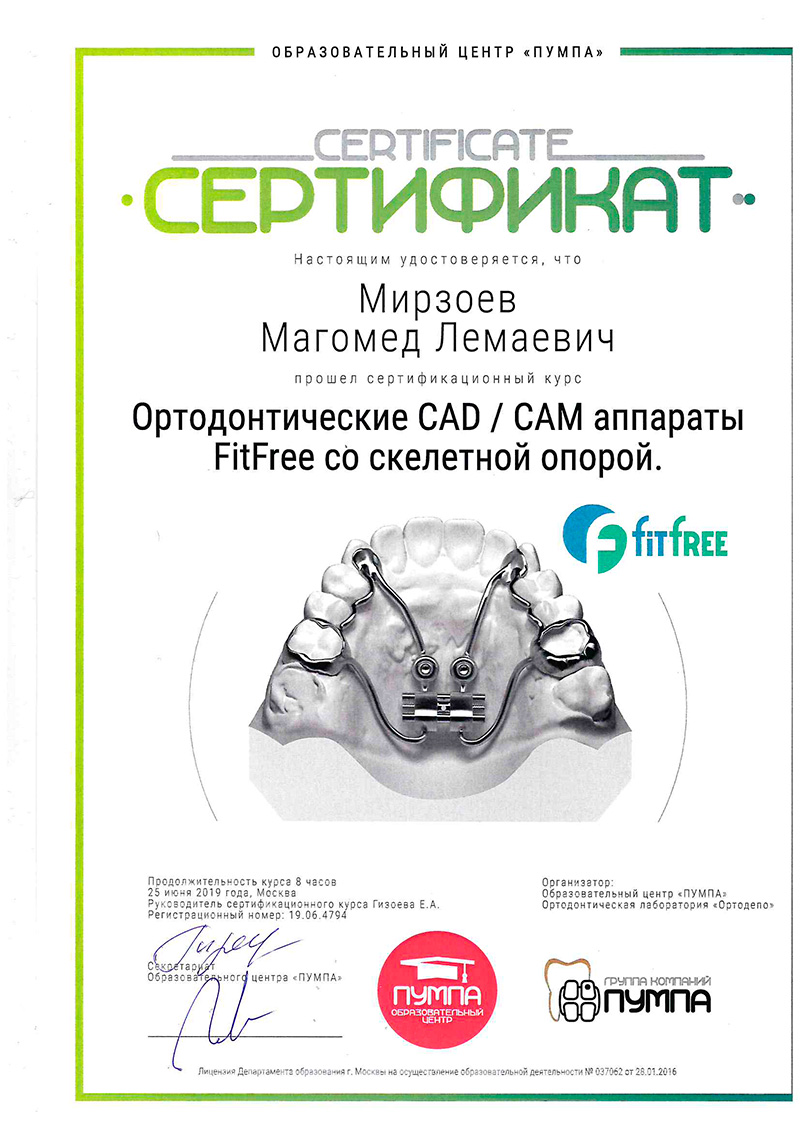 ОБРАЗОВАТЕЛЬНЫЙ ЦЕНТР «ПУМПА»
CERTIFICATE
СЕРТИФИКАТ
Настоящим удостоверяется, что
Мирзоев
Магомед Лемаевич
прошел сертификационный курс
Ортодонтические CAD / CAM аппараты
FitFree со скелетной опорой.
fiTfREE
Продолжительность курса 8 часов
25 июня 2019 года, Москва
Руководитель сертификационного курса Гизоева Е.А.
Регистрационный номер: 19.06.4794
Организатор:
Образовательный центр «ПУМПА»
Ортодонтическая лаборатория «Ортодепо»
Секретариат
Образовательного центра «ПУМПА»
ПУМПА
ОБРАЗОВАТЕЛЬНЫЙ
ЦЕНТР
ГРУППА КОМПАНИЙ
ПУМПА
Лицензия Департамента образования г. Москвы на осуществление образовательной деятельности № 037062 от 28.01.2016